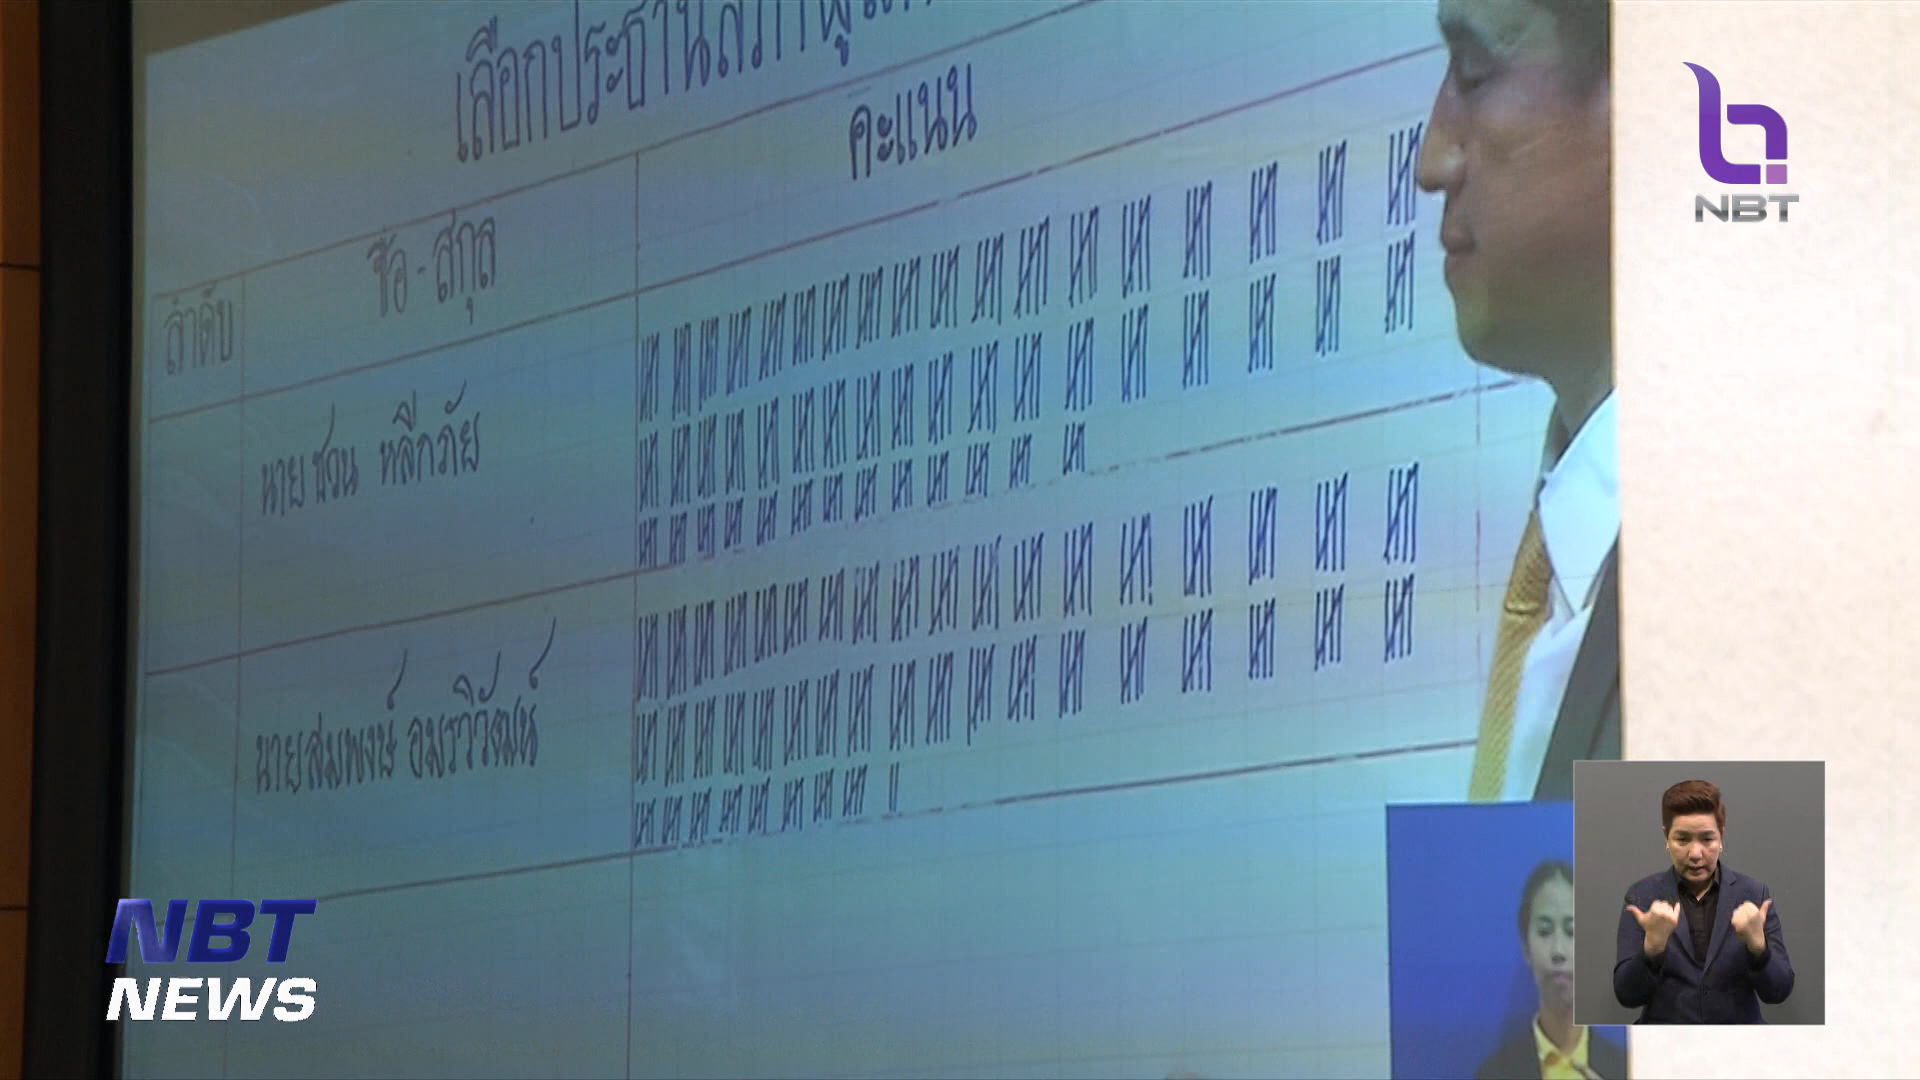 เลือกประธานสภาผู้แทน
ลำดับ
ชื่อ - สกุล
คะแนน
นาย ชวน หลีกภัย
นายสมพงษ์ อมรวิวัฒน์
NBT
NBT
NEWS